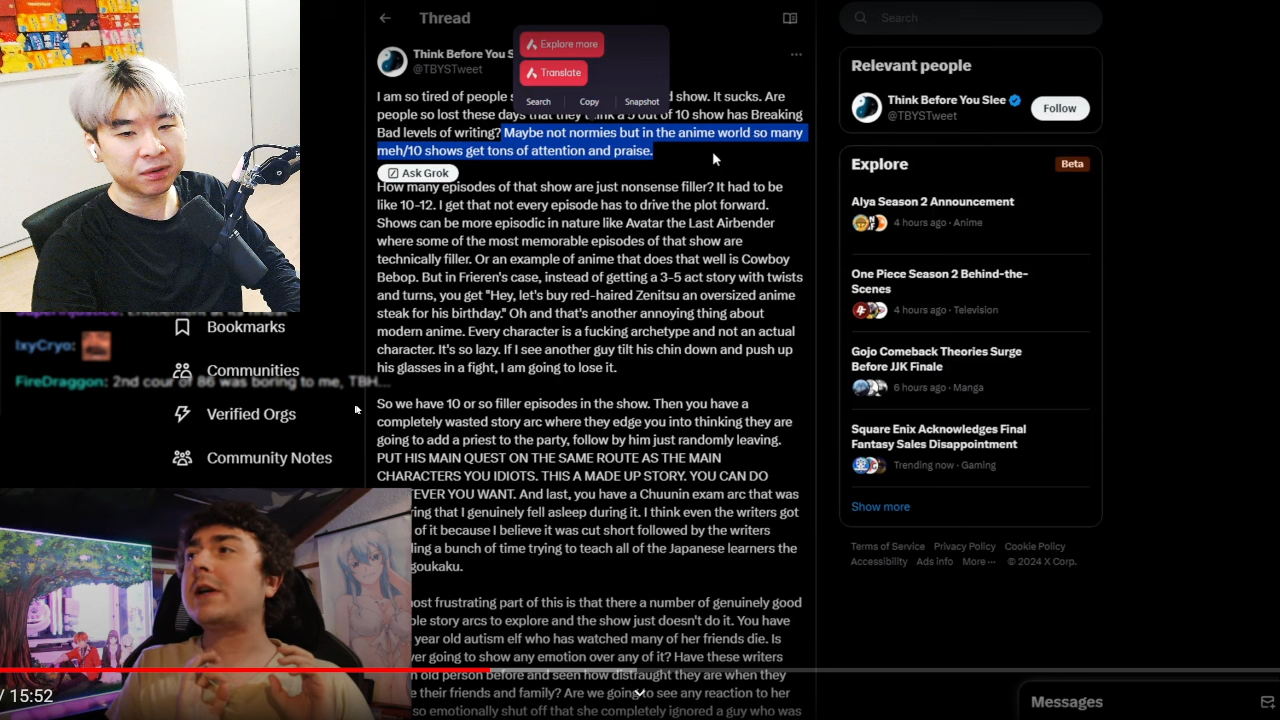 Thread
Search
Think Before You S
@TBYSTweet
Explore more
Translate
Search Copy Snapshot
I am so tired of people s d show. It sucks. Are
people so lost these days that they think a 5 out of 10 show has Breaking
Bad levels of writing? Maybe not normies but in the anime world so many
meh/10 shows get tons of attention and praise.
Ask Grok
How many episodes of that show are just nonsense filler? It had to be
like 10-12. I get that not every episode has to drive the plot forward.
Shows can be more episodic in nature like Avatar the Last Airbender
where some of the most memorable episodes of that show are
technically filler. Or an example of anime that does that well is Cowboy
Bebop. But in Frieren's case, instead of getting a 3-5 act story with twists
and turns, you get "Hey, let's buy red-haired Zenitsu an oversized anime
steak for his birthday." Oh and that's another annoying thing about
modern anime. Every character is a fucking archetype and not an actual
character. It's so lazy. If I see another guy tilt his chin down and push up
his glasses in a fight, I am going to lose it.
So we have 10 or so filler episodes in the show. Then you have a
completely wasted story arc where they edge you into thinking they are
going to add a priest to the party, follow by him just randomly leaving.
PUT HIS MAIN QUEST ON THE SAME ROUTE AS THE MAIN
CHARACTERS YOU IDIOTS. THIS A MADE UP STORY. YOU CAN DO
EVER YOU WANT. And last, you have a Chuunin exam arc that was
ring that I genuinely fell asleep during it. I think even the writers got
of it because I believe it was cut short followed by the writers
ling a bunch of time trying to teach all of the Japanese learners the
goukaku.
ost frustrating part of this is that there a number of genuinely good
ple story arcs to explore and the show just doesn't do it. You have
year old autism elf who has watched many of her friends die. Is
ver going to show any emotion over any of it? Have these writers
n old person before and seen how distraught they are when they
e their friends and family? Are we going to see any reaction to her
so emotionally shut off that she completely ignored a guy who was
Relevant people
Think Before You Slee
@TBYSTweet
Follow
Explore
Beta
Alya Season 2 Announcement
4 hours ago · Anime
One Piece Season 2 Behind-the-
Scenes
4 hours ago · Television
Gojo Comeback Theories Surge
Before JJK Finale
6 hours ago · Manga
Square Enix Acknowledges Final
Fantasy Sales Disappointment
Trending now · Gaming
Show more
Terms of Service Privacy Policy Cookie Policy
Accessibility Ads info More ··· © 2024 X Corp.
Bookmarks
IxyCryo:
Communities
FireDraggon: 2nd cour of 86 was boring to me, TBH...
Verified Orgs
Community Notes
/ 15:52
Messages